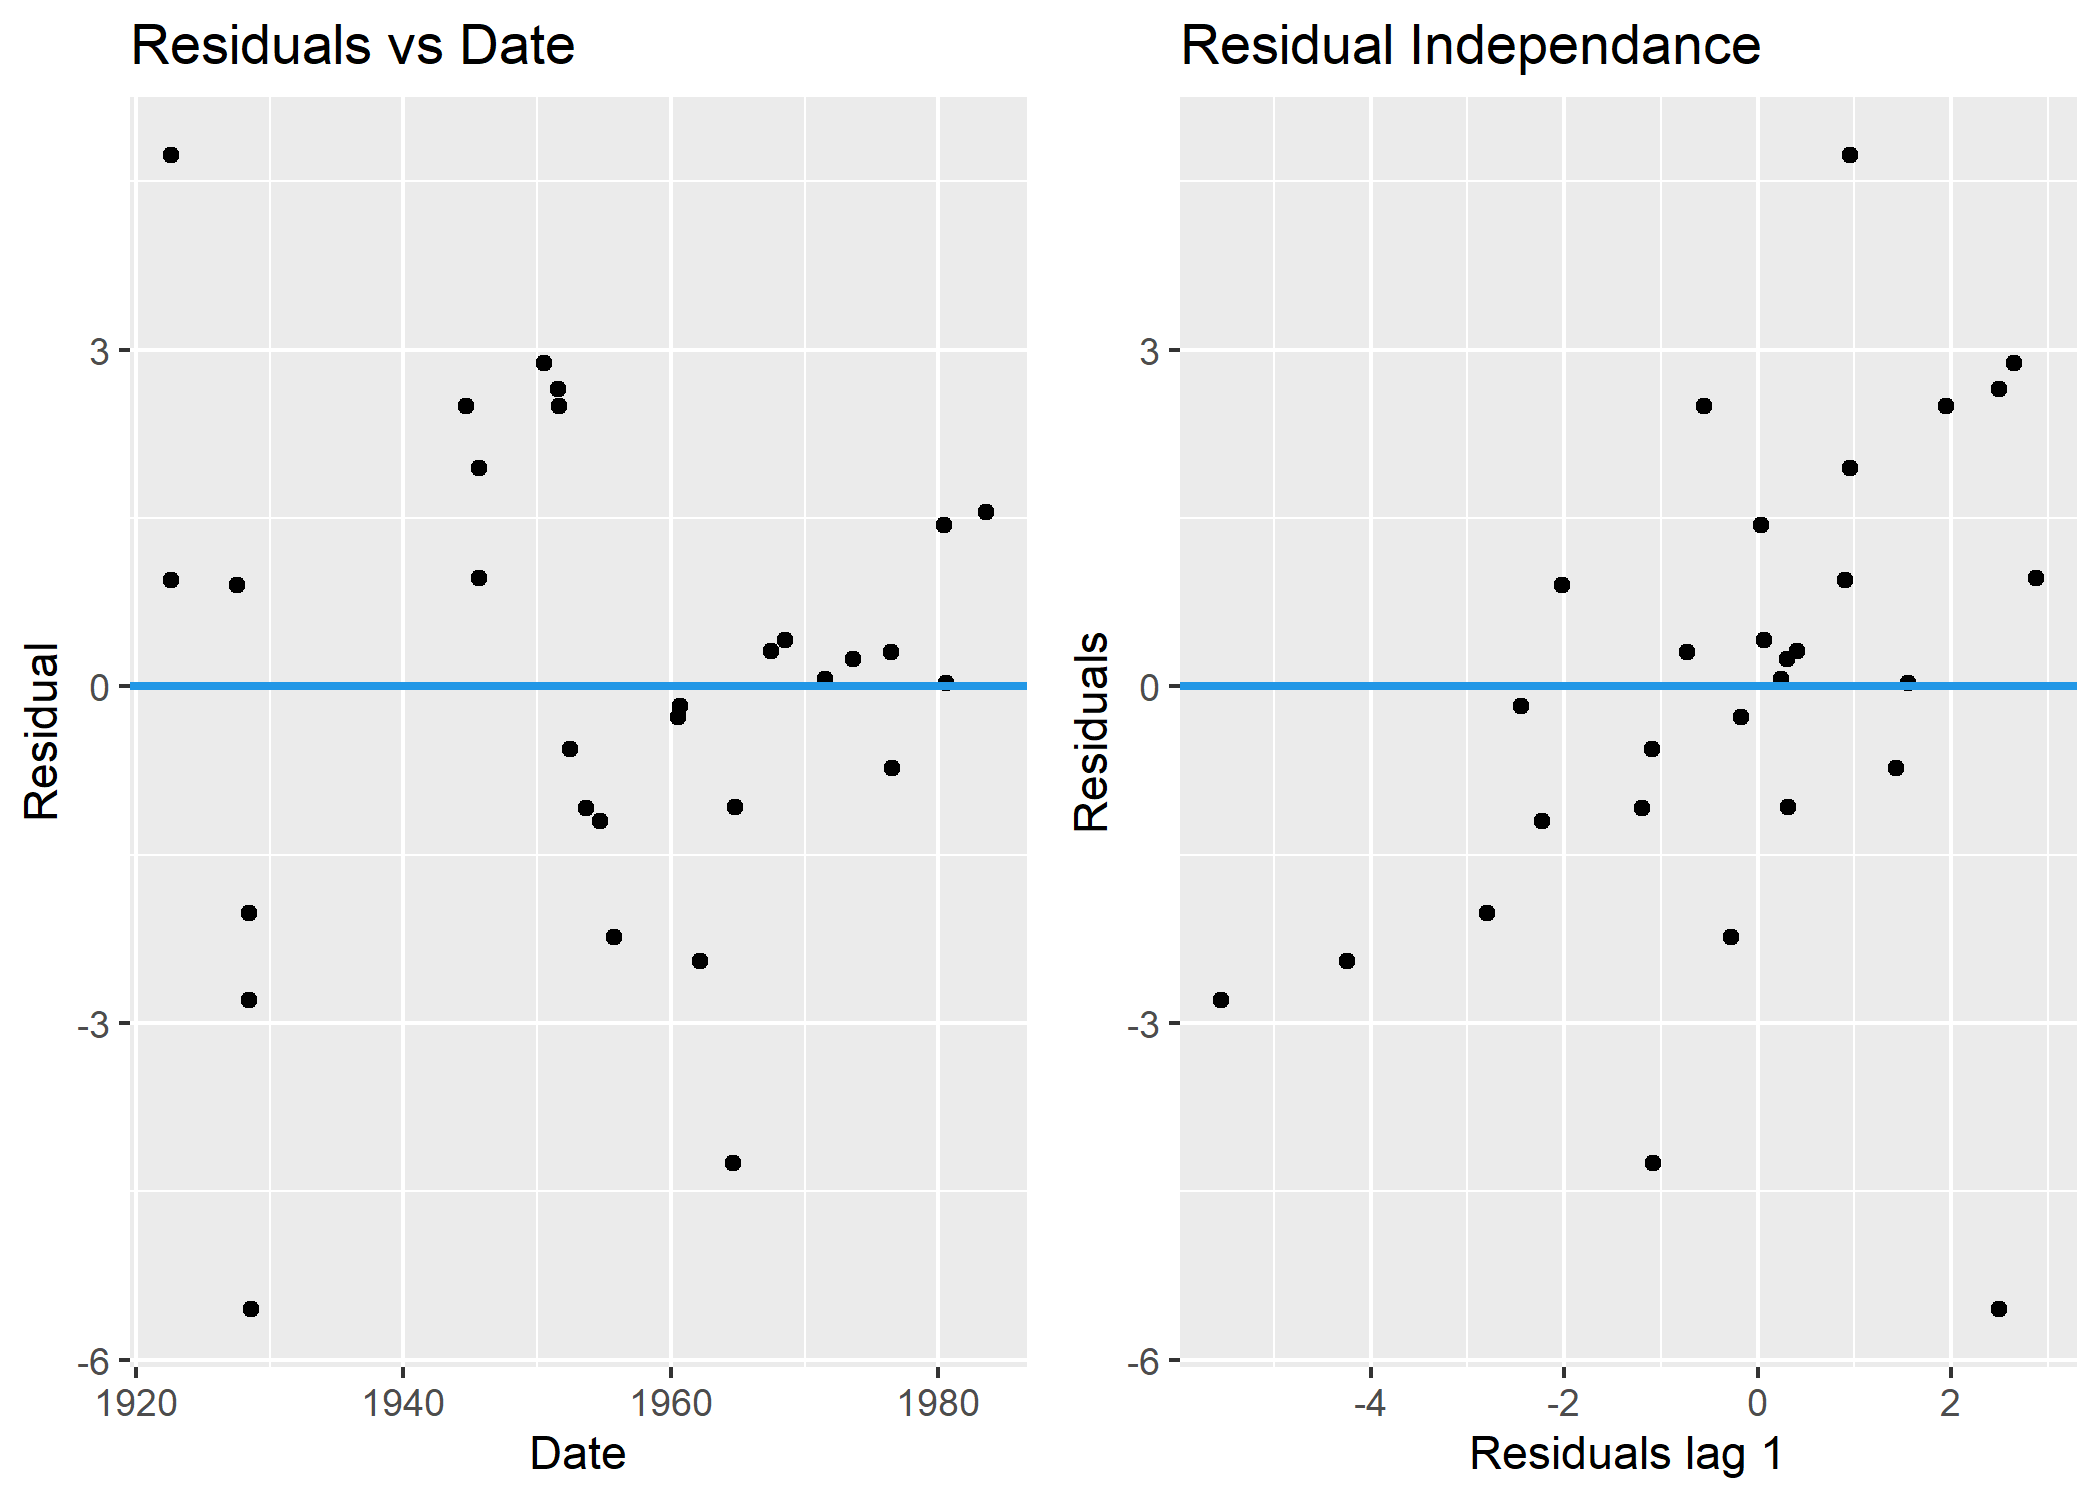 Residuals vs Date
Residual
3
0
-3
-6
1920 1940 1960 1980
Date
Residual Independance
Residuals
3
0
-3
-6
-4 -2 0 2
Residuals lag 1